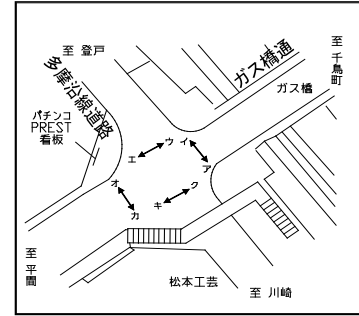 至 登戸
多摩沿線道路
ガス橋通
至 千鳥町
ガス橋
パチンコ
PREST
看板
ウ
イ
エ
ア
オ
ク
カ
キ
至 平間
松本工芸
至 川崎